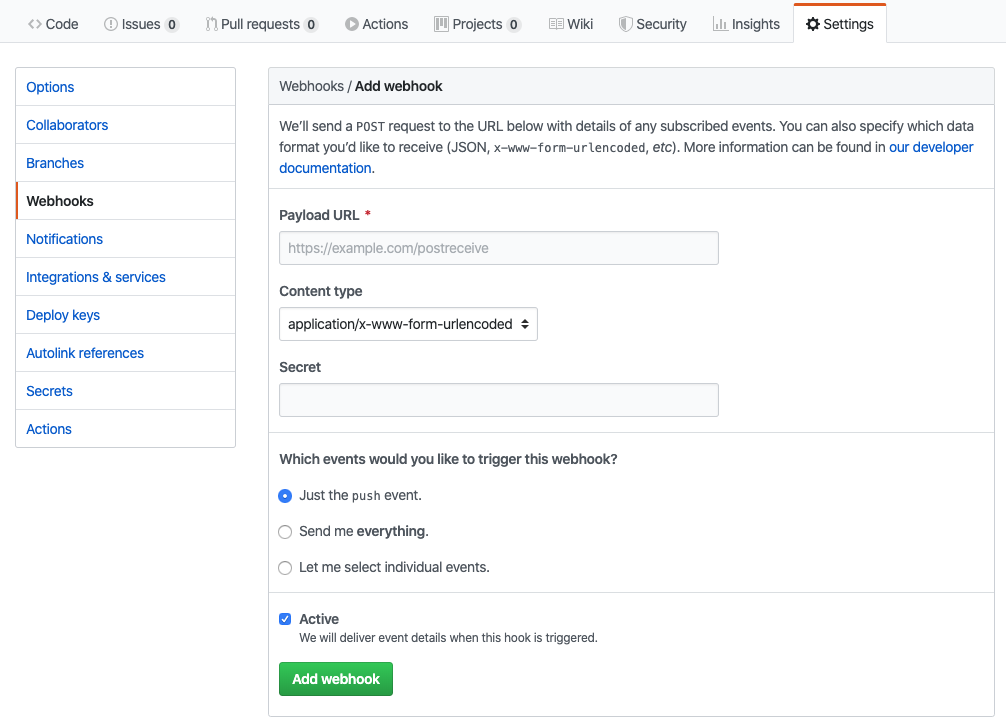 Code Issues 0 Pull requests 0 Actions Projects 0 Wiki Security Insights Settings
Options
Collaborators
Branches
Webhooks
Notifications
Integrations & services
Deploy keys
Autolink references
Secrets
Actions
Webhooks / Add webhook
We’ll send a POST request to the URL below with details of any subscribed events. You can also specify which data
format you’d like to receive (JSON, x-www-form-urlencoded, etc). More information can be found in our developer
documentation.
Payload URL *
https://example.com/postreceive
Content type
application/x-www-form-urlencoded
Secret
Which events would you like to trigger this webhook?
Just the push event.
Send me everything.
Let me select individual events.
Active
We will deliver event details when this hook is triggered.
Add webhook